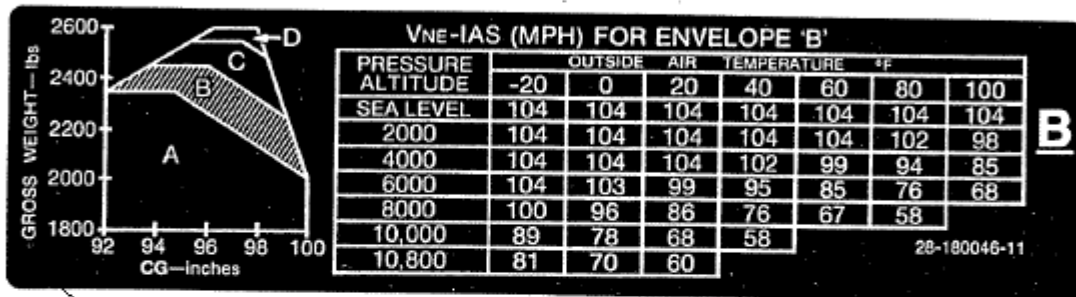 2600
2400
2200
2000
1800
GROSS WEIGHT—lbs
92 94 96 98 100
CG—inches
A
B
C
D
VNE-IAS (MPH) FOR ENVELOPE 'B'
PRESSURE ALTITUDE OUTSIDE AIR TEMPERATURE °F
-20 0 20 40 60 80 100
SEA LEVEL 104 104 104 104 104 104 104
2000 104 104 104 104 104 102 98
4000 104 104 104 102 99 94 85
6000 104 103 99 95 85 76 68
8000 100 96 86 76 67 58
10,000 89 78 68 58
10,800 81 70 60
28-180046-11
B